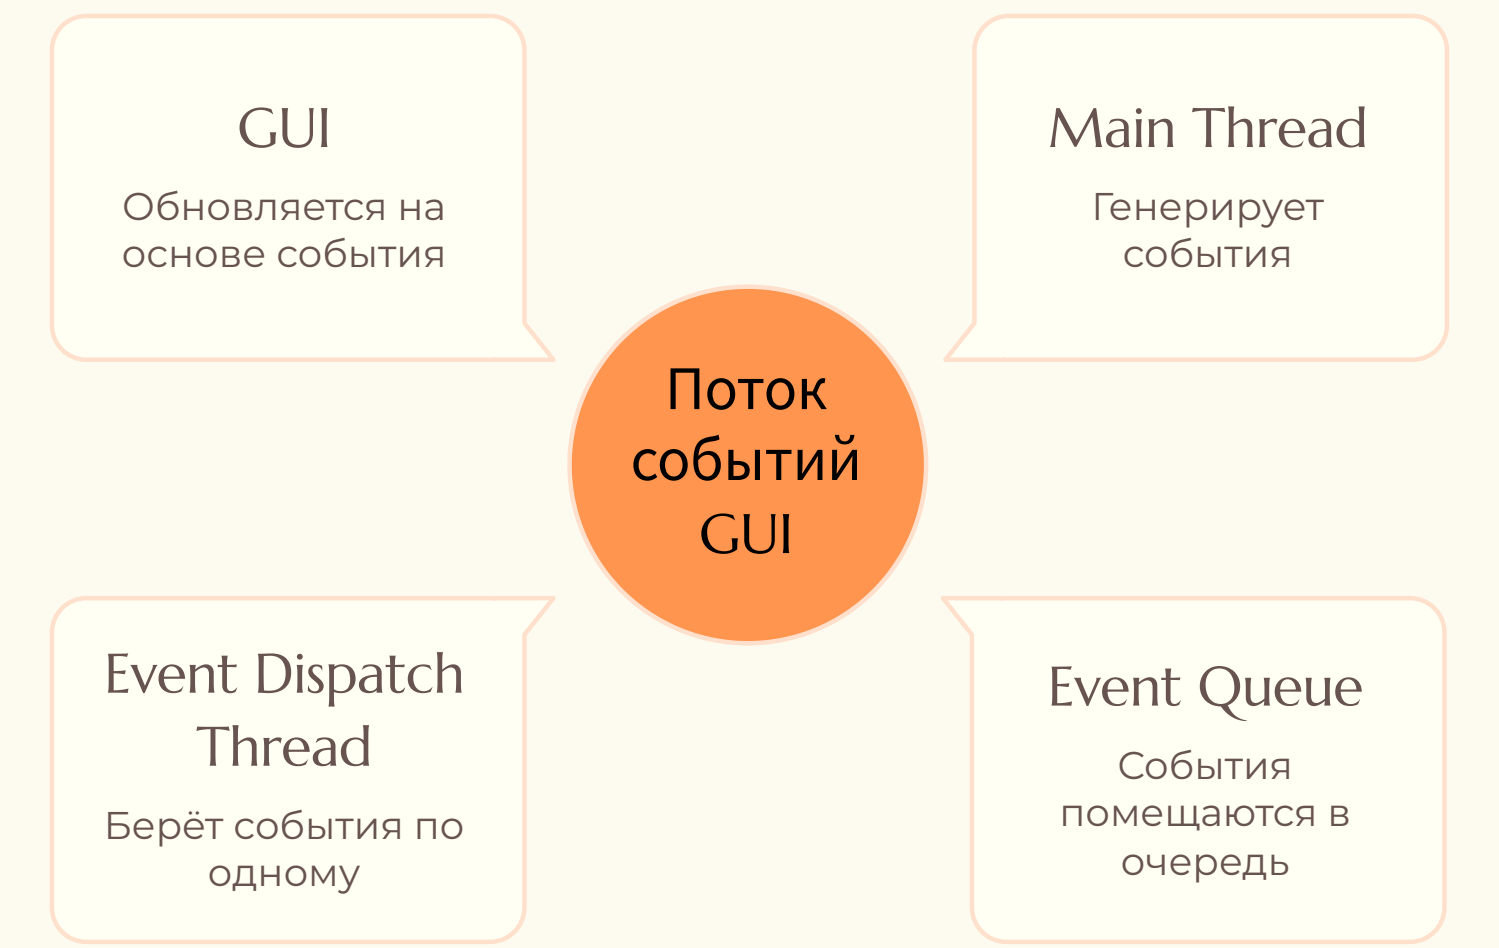 GUI
Обновляется на
основе события
Main Thread
Генерирует
события
Поток
событий
GUI
Event Dispatch
Thread
Берёт события по
одному
Event Queue
События
помещаются в
очередь